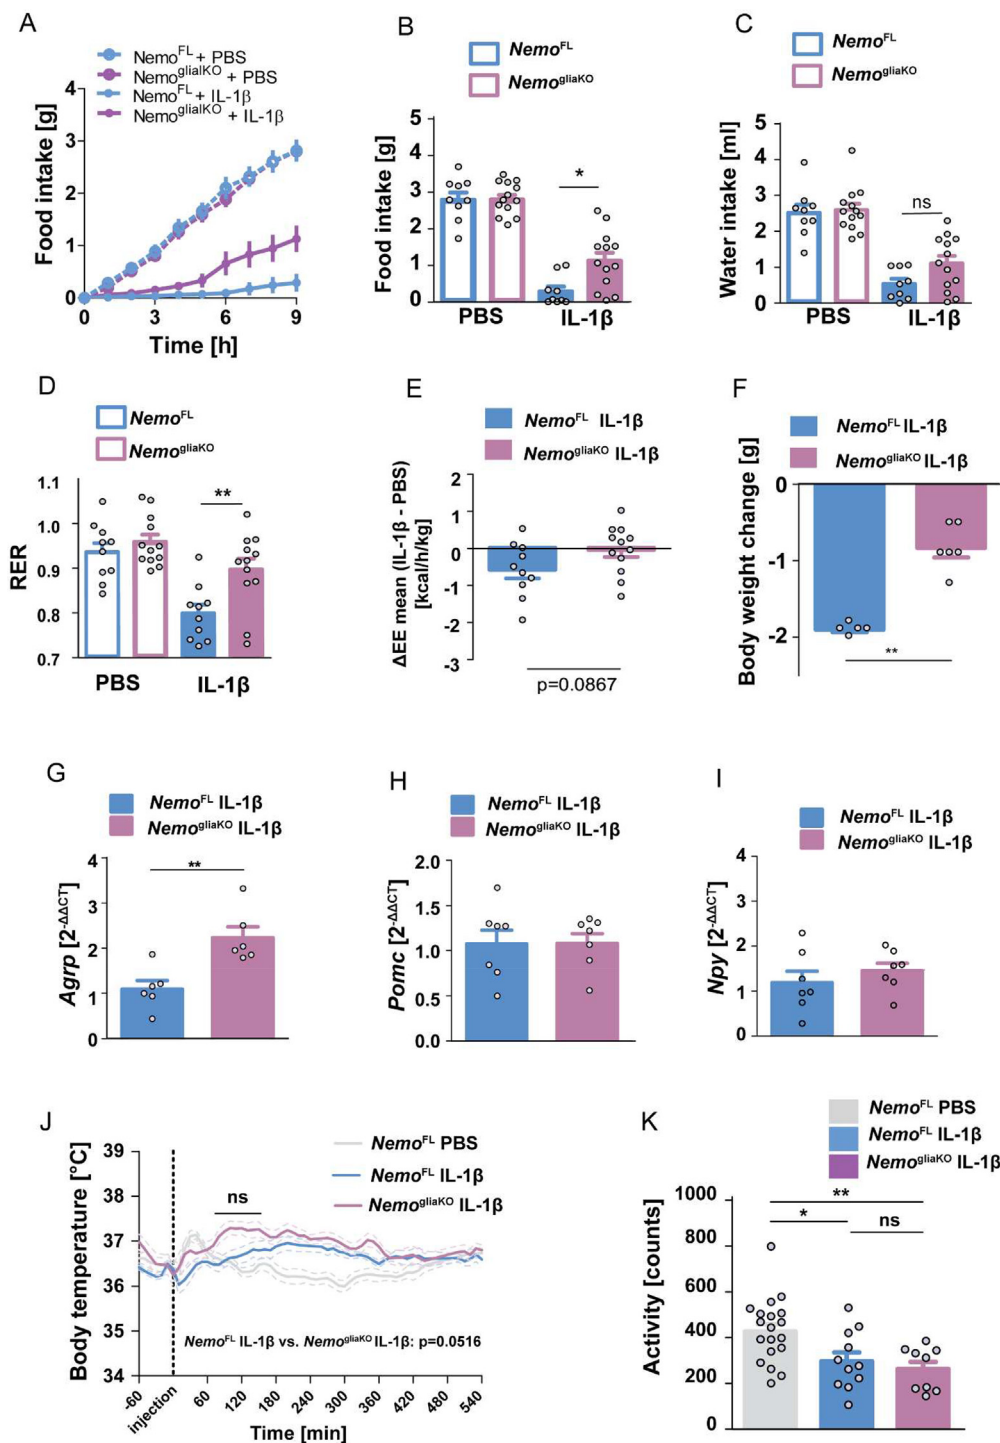 A
Nemo^FL + PBS
Nemo^glialKO + PBS
Nemo^FL + IL-1β
Nemo^glialKO + IL-1β
Food intake [g]
4
3
2
1
0
0 3 6 9
Time [h]
B
Nemo^FL
Nemo^gliaKO
Food intake [g]
5
4
3
2
1
0
*
PBS IL-1β
C
Nemo^FL
Nemo^gliaKO
Water intake [ml]
5
4
3
2
1
0
ns
PBS IL-1β
D
Nemo^FL
Nemo^gliaKO
RER
1.1
1.0
0.9
0.8
0.7
**
PBS IL-1β
E
Nemo^FL IL-1β
Nemo^gliaKO IL-1β
ΔEE mean (IL-1β - PBS)
[kcal/h/kg]
2
1
0
-1
-2
-3
p=0.0867
F
Nemo^FL IL-1β
Nemo^gliaKO IL-1β
Body weight change [g]
0
-1
-2
**
G
Nemo^FL IL-1β
Nemo^gliaKO IL-1β
Agrp [2^-ΔΔCT]
4
3
2
1
0
**
H
Nemo^FL IL-1β
Nemo^gliaKO IL-1β
Pomc [2^-ΔΔCT]
2.0
1.5
1.0
0.5
0.0
I
Nemo^FL IL-1β
Nemo^gliaKO IL-1β
Npy [2^-ΔΔCT]
4
3
2
1
0
J
Nemo^FL PBS
Nemo^FL IL-1β
Nemo^gliaKO IL-1β
Body temperature [°C]
39
38
37
36
35
34
ns
Nemo^FL IL-1β vs. Nemo^gliaKO IL-1β: p=0.0516
-60 injection 60 120 180 240 300 360 420 480 540
Time [min]
K
Nemo^FL PBS
Nemo^FL IL-1β
Nemo^gliaKO IL-1β
Activity [counts]
1000
800
600
400
200
0
**
* ns